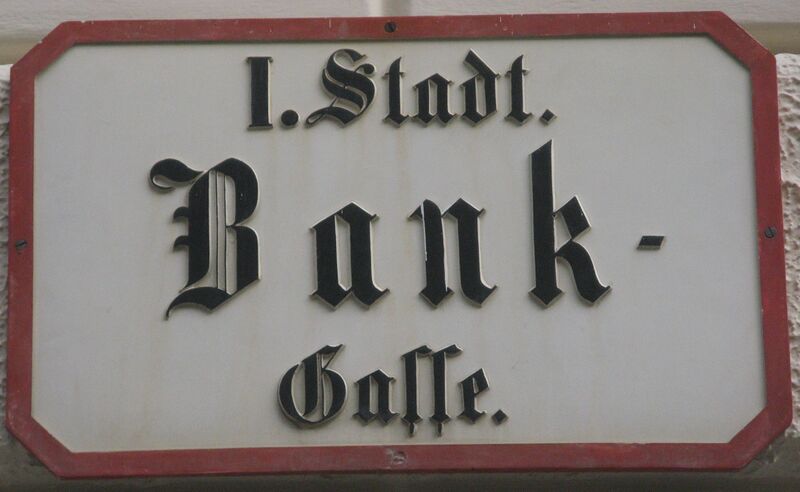 I. Stadt.
Bank-
Gaſſe.